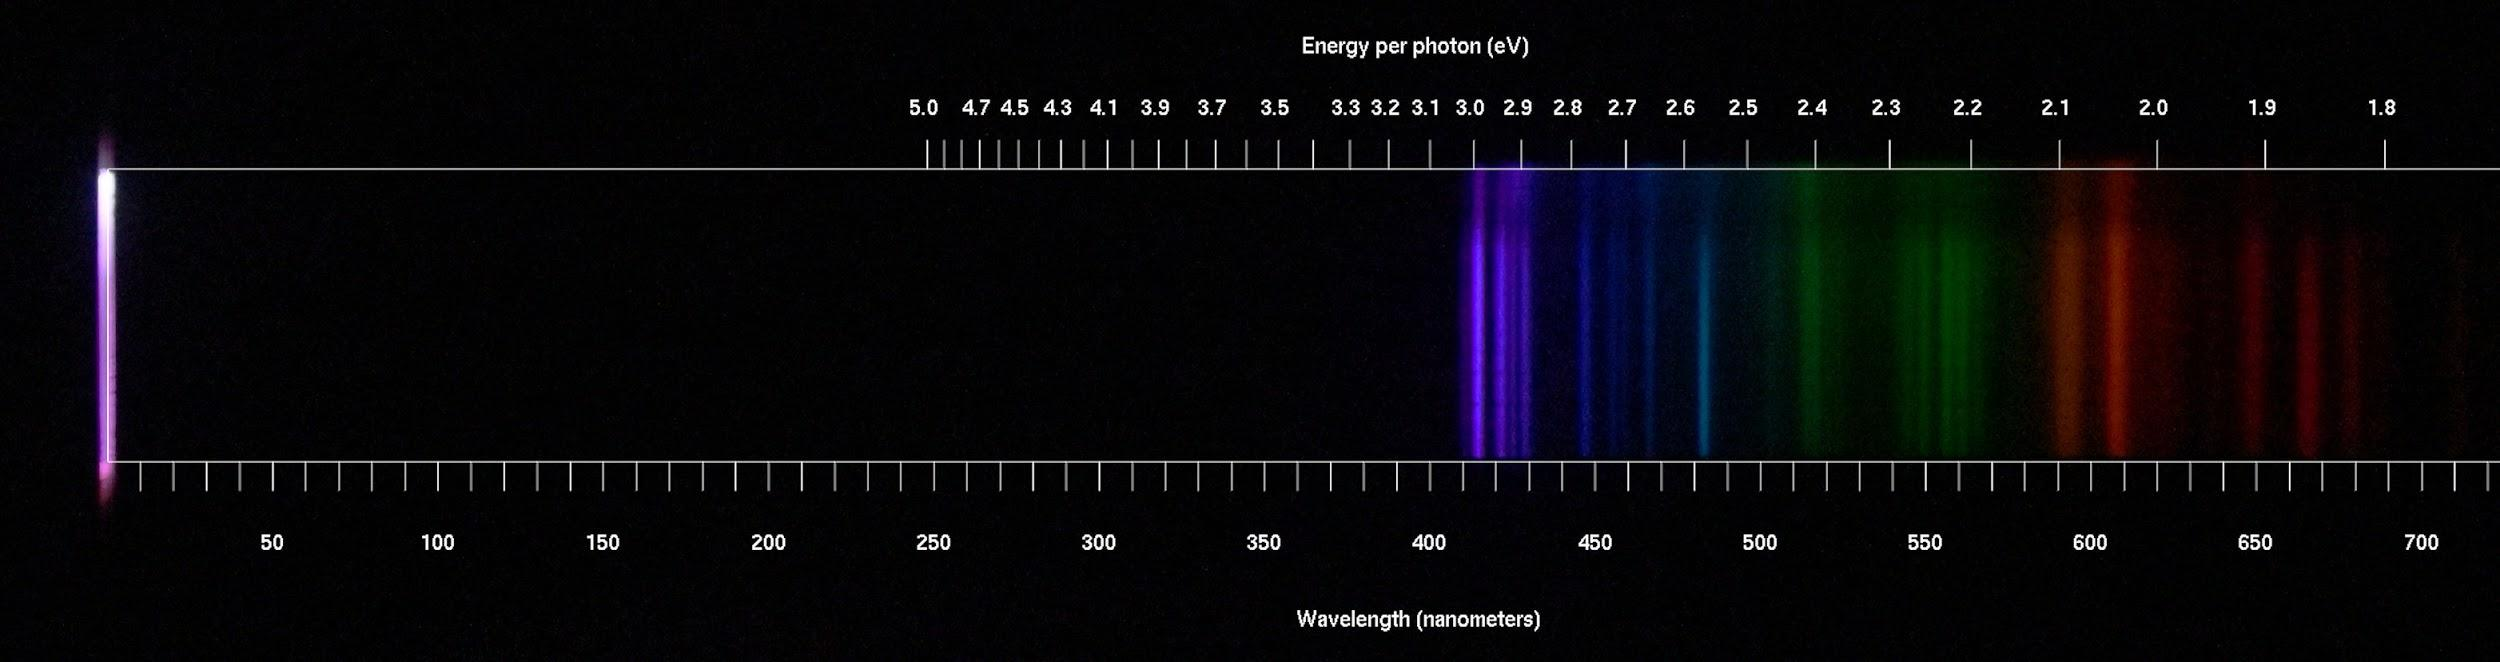 Energy per photon (eV)
5.0 4.7 4.5 4.3 4.1 3.9 3.7 3.5 3.3 3.2 3.1 3.0 2.9 2.8 2.7 2.6 2.5 2.4 2.3 2.2 2.1 2.0 1.9 1.8
50 100 150 200 250 300 350 400 450 500 550 600 650 700
Wavelength (nanometers)